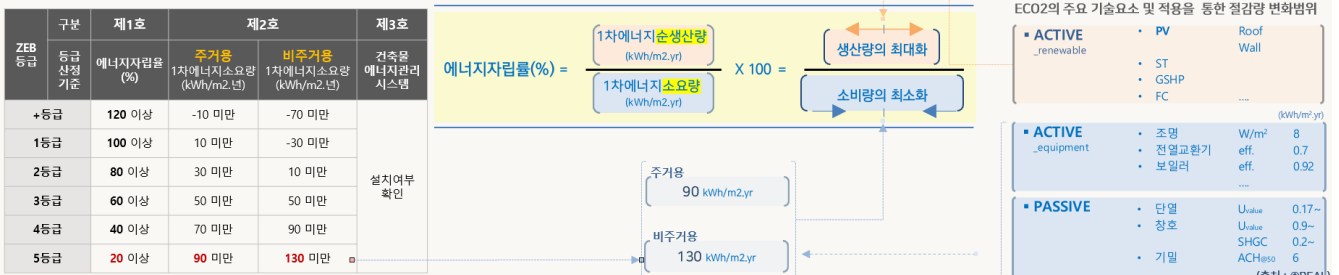 ZEB
등급
구분
제1호
제2호
제3호
등급
산정
기준
에너지자립률
(%)
주거용
1차에너지소요량
(kWh/m2.년)
비주거용
1차에너지소요량
(kWh/m2.년)
건축물
에너지관리
시스템
+등급 120 이상 -10 미만 -70 미만
1등급 100 이상 10 미만 -30 미만
2등급 80 이상 30 미만 10 미만
3등급 60 이상 50 미만 50 미만
4등급 40 이상 70 미만 90 미만
5등급 20 이상 90 미만 130 미만
설치여부
확인
에너지자립률(%) =
1차에너지순생산량
(kWh/m2.yr)
1차에너지소요량
(kWh/m2.yr)
X 100 =
생산량의 최대화
소비량의 최소화
주거용
90 kWh/m2.yr
비주거용
130 kWh/m2.yr
ECO2의 주요 기술요소 및 적용을 통한 절감량 변화범위
▪ ACTIVE
_renewable
• PV Roof
Wall
• ST
• GSHP
• FC ....
(kWh/m².yr)
▪ ACTIVE
_equipment
• 조명 W/m² 8
• 전열교환기 eff. 0.7
• 보일러 eff. 0.92
....
▪ PASSIVE
• 단열 Uvalue 0.17~
• 창호 Uvalue 0.9~
SHGC 0.2~
• 기밀 ACH@50 6